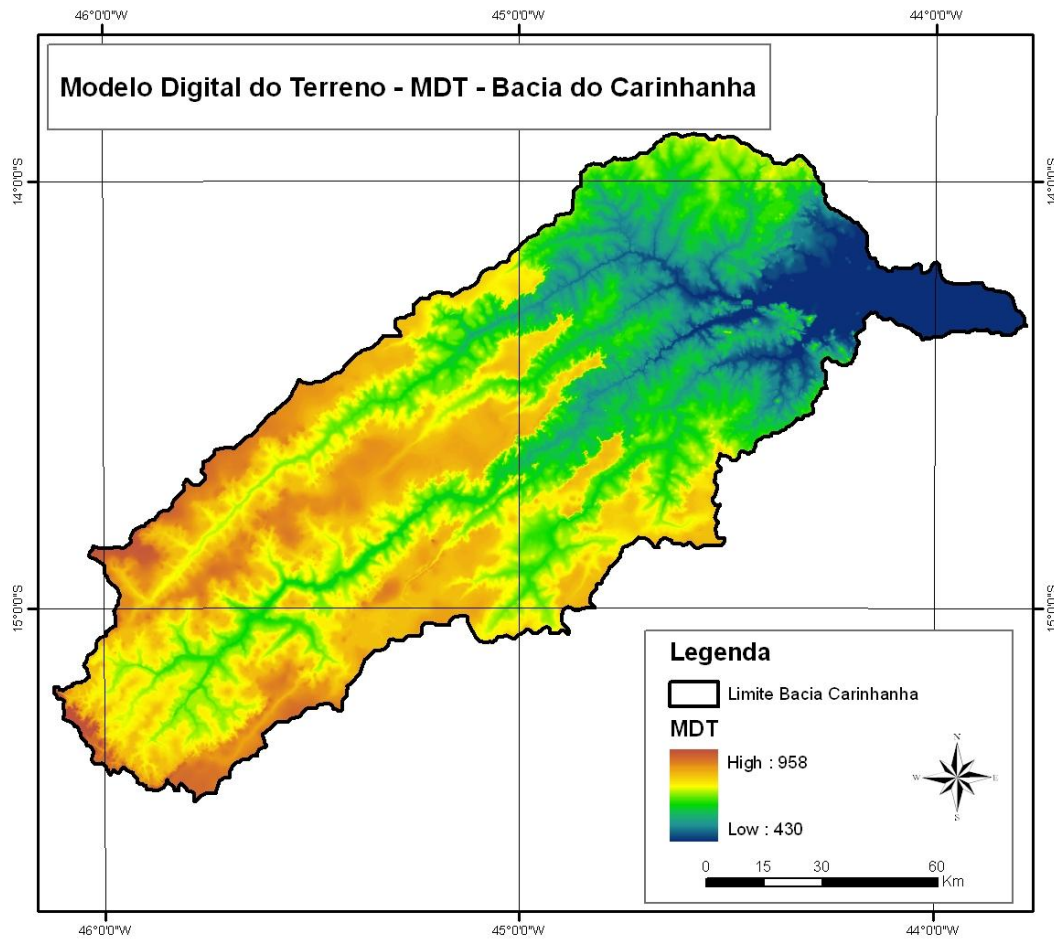 46°0'0"W 45°0'0"W 44°0'0"W
Modelo Digital do Terreno - MDT - Bacia do Carinhanha
14°0'0"S 14°0'0"S
15°0'0"S 15°0'0"S
Legenda
Limite Bacia Carinhanha
MDT
High : 958
Low : 430
N
W E
S
0 15 30 60
Km
46°0'0"W 45°0'0"W 44°0'0"W